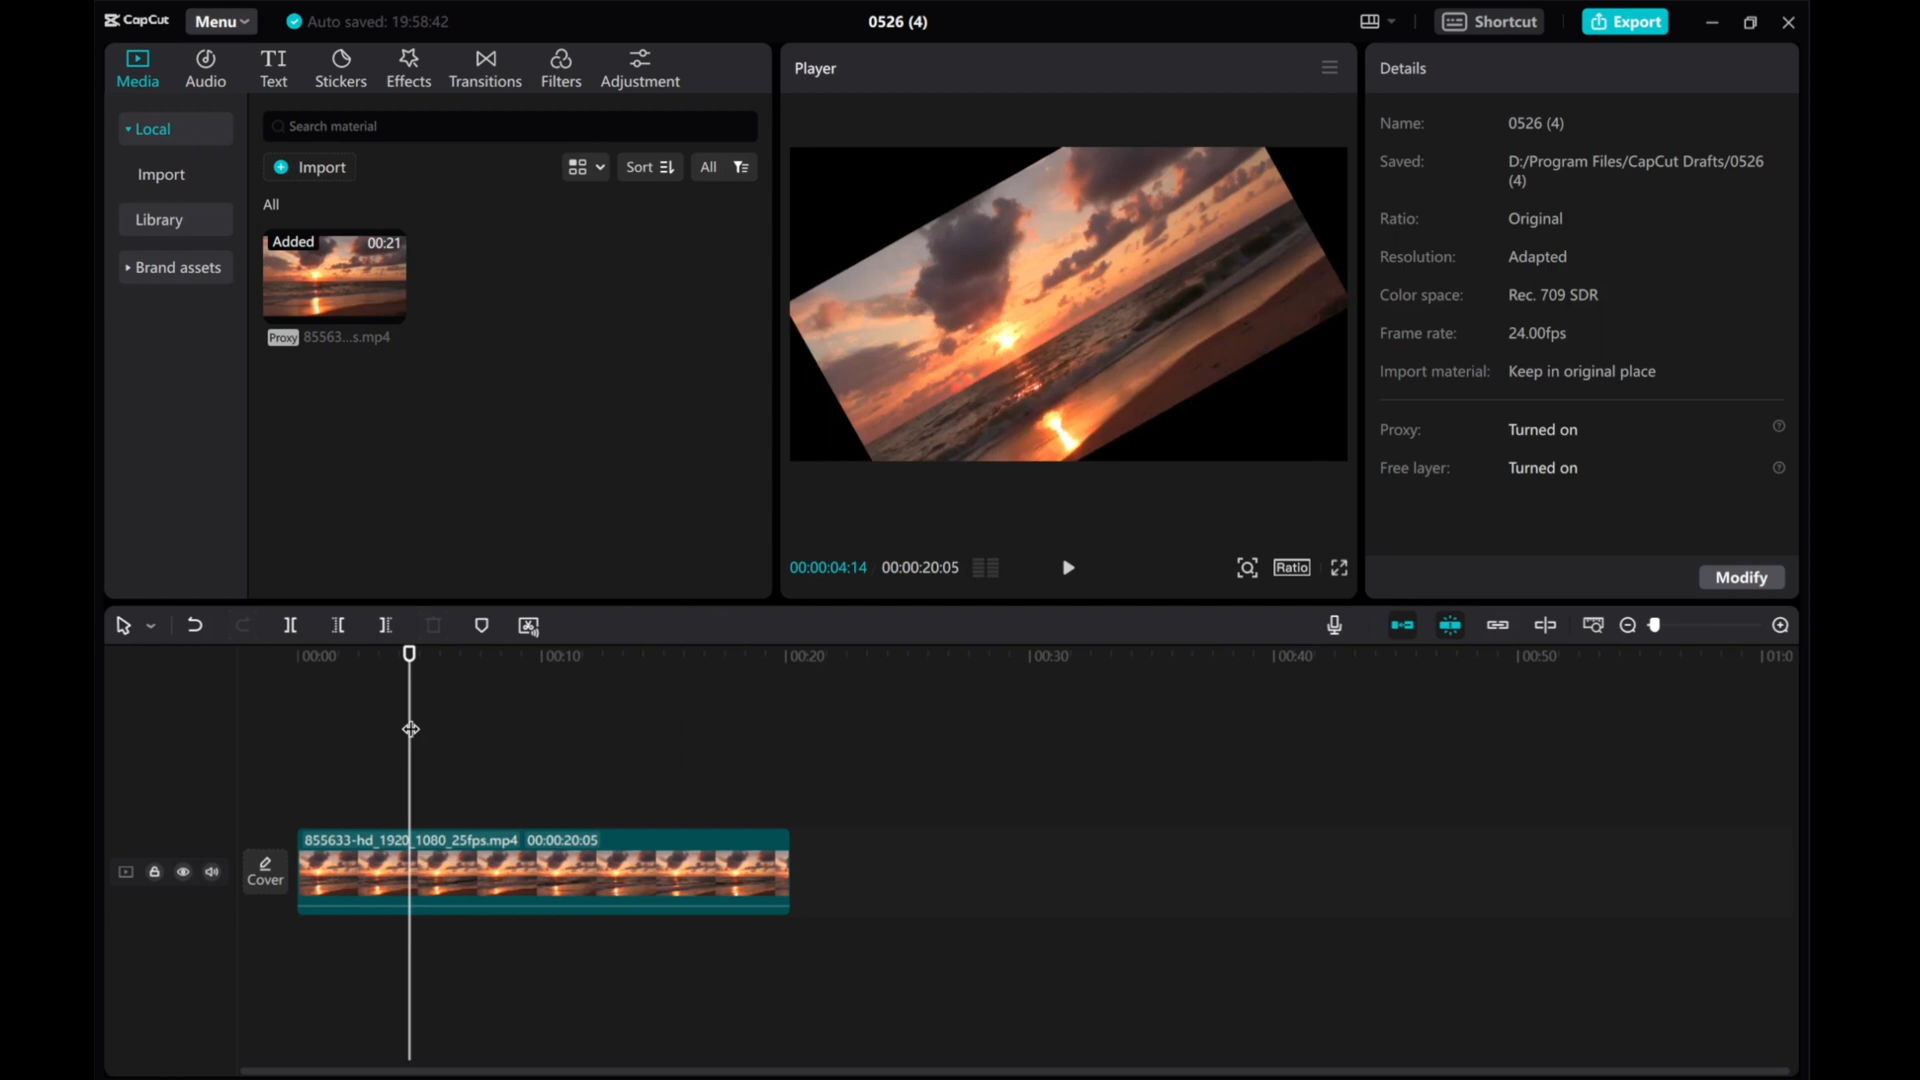 CapCut Menu Auto saved: 19:58:42 0526 (4) Shortcut Export
Media Audio Text Stickers Effects Transitions Filters Adjustment
Player
Details
Local
Import
Library
Brand assets
Search material
Import Sort All
All
Added 00:21
Proxy 85563...s.mp4
00:00:04:14 00:00:20:05 Ratio
Name: 0526 (4)
Saved: D:/Program Files/CapCut Drafts/0526
(4)
Ratio: Original
Resolution: Adapted
Color space: Rec. 709 SDR
Frame rate: 24.00fps
Import material: Keep in original place
Proxy: Turned on
Free layer: Turned on
Modify
00:00 00:10 00:20 00:30 00:40 00:50 01:0
855633-hd_1920_1080_25fps.mp4 00:00:20:05
Cover